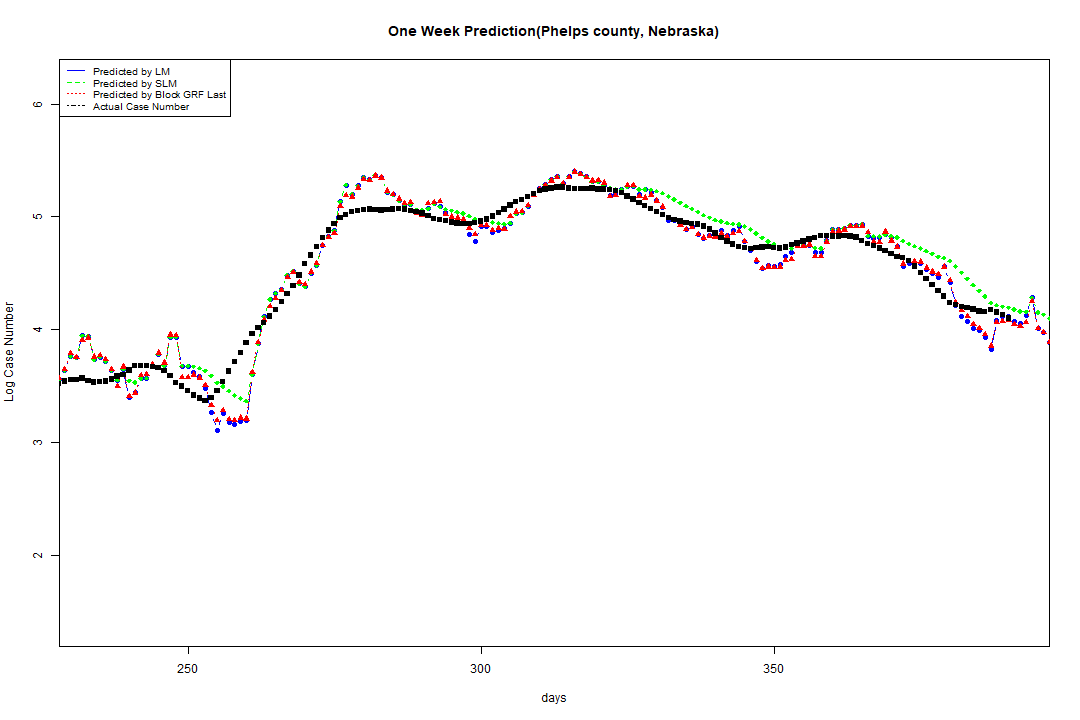 One Week Prediction(Phelps county, Nebraska)
Predicted by LM
Predicted by SLM
Predicted by Block GRF Last
Actual Case Number
6
5
4
3
2
Log Case Number
250 300 350
days